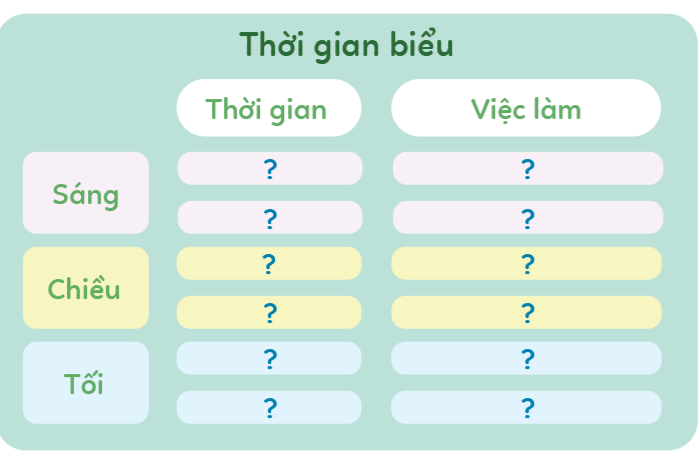 Thời gian biểu
Thời gian Việc làm
Sáng
? ?
? ?
Chiều
? ?
? ?
Tối
? ?
? ?